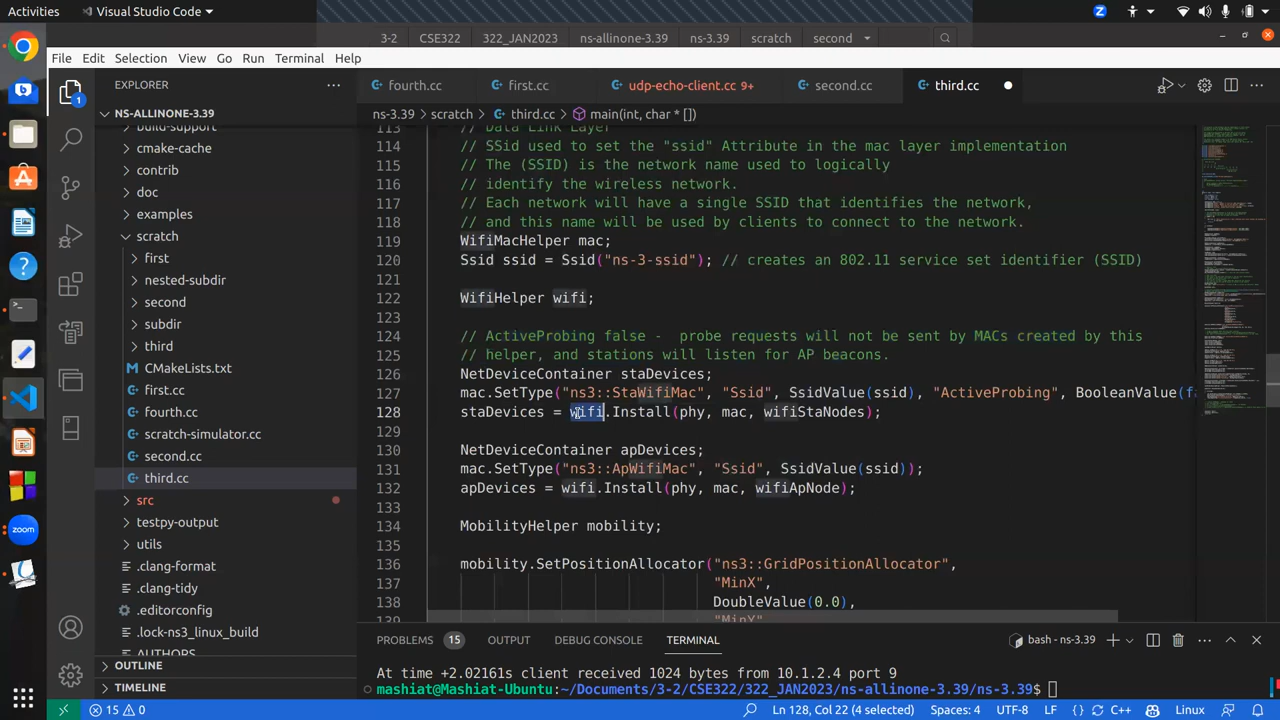 Activities
Visual Studio Code
3-2
CSE322
322_JAN2023
ns-allinone-3.39
ns-3.39
scratch
second
File Edit Selection View Go Run Terminal Help
EXPLORER
fourth.cc
first.cc
udp-echo-client.cc 9+
second.cc
third.cc
NS-ALLINONE-3.39
ns-3.39 > scratch > third.cc > main(int, char * [])
build-support
cmake-cache
contrib
doc
examples
scratch
first
nested-subdir
second
subdir
third
CMakeLists.txt
first.cc
fourth.cc
scratch-simulator.cc
second.cc
third.cc
src
testpy-output
utils
.clang-format
.clang-tidy
.editorconfig
.lock-ns3_linux_build
AUTHORS
OUTLINE
TIMELINE
113 // Data Link Layer
114 // SSid used to set the "ssid" Attribute in the mac layer implementation
115 // The (SSID) is the network name used to logically
116 // identify the wireless network.
117 // Each network will have a single SSID that identifies the network,
118 // and the name will be used by clients to connect to the network.
119 WifiMacHelper mac;
120 Ssid ssid = Ssid("ns-3-ssid"); // creates an 802.11 service set identifier (SSID)
121
122 WifiHelper wifi;
123
124 // ActiveProbing false - probe requests will not be sent by MACs created by this
125 // helper, and stations will listen for AP beacons.
126 NetDeviceContainer staDevices;
127 mac.SetType("ns3::StaWifiMac", "Ssid", SsidValue(ssid), "ActiveProbing", BooleanValue(fa
128 staDevices = wifi.Install(phy, mac, wifiStaNodes);
129
130 NetDeviceContainer apDevices;
131 mac.SetType("ns3::ApWifiMac", "Ssid", SsidValue(ssid));
132 apDevices = wifi.Install(phy, mac, wifiApNode);
133
134 MobilityHelper mobility;
135
136 mobility.SetPositionAllocator("ns3::GridPositionAllocator",
137 "MinX",
138 DoubleValue(0.0),
139 "MinY"
PROBLEMS 15 OUTPUT DEBUG CONSOLE TERMINAL
bash - ns-3.39
At time +2.02161s client received 1024 bytes from 10.1.2.4 port 9
mashiat@Mashiat-Ubuntu:~/Documents/3-2/CSE322/322_JAN2023/ns-allinone-3.39/ns-3.39$
15 0
Ln 128, Col 22 (4 selected)
Spaces: 4
UTF-8
LF
{} C++
Linux